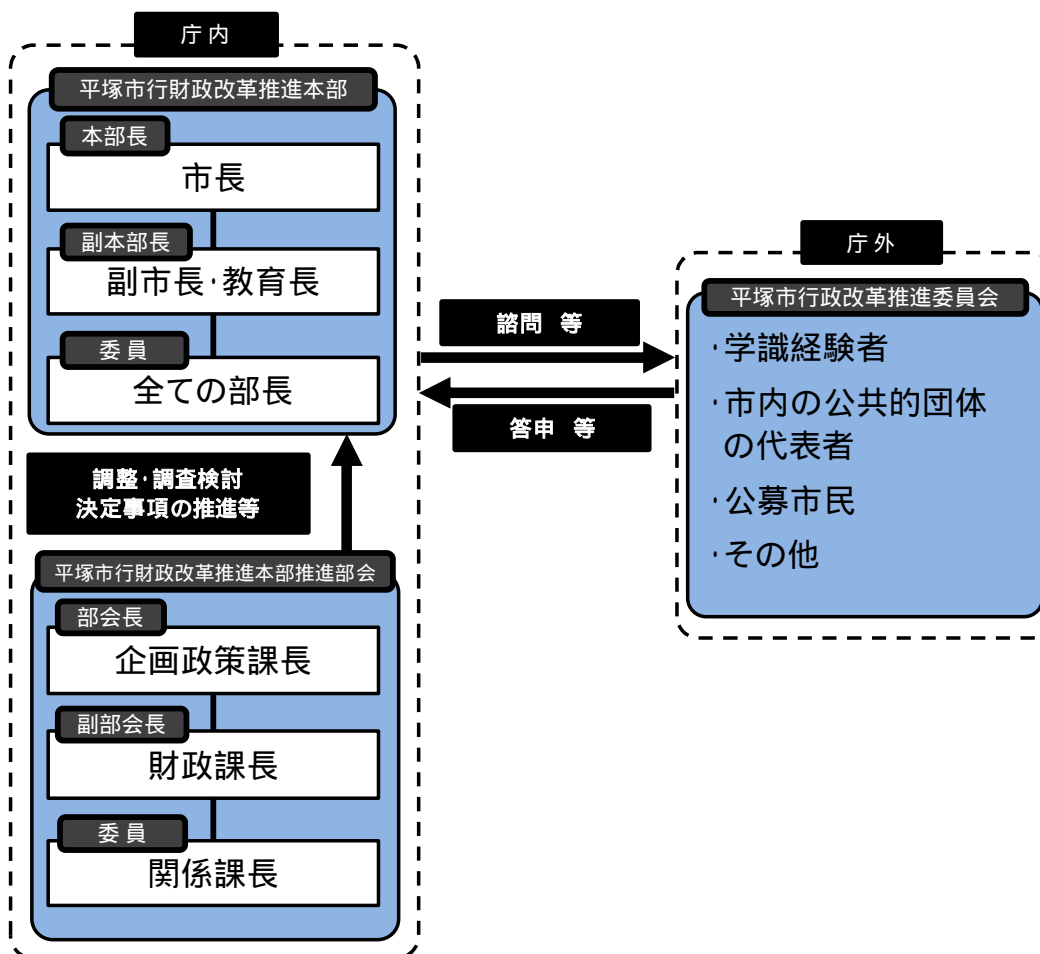 庁内
平塚市行財政改革推進本部
本部長
市長
副本部長
副市長・教育長
委員
全ての部長
調整・調査検討
決定事項の推進等
平塚市行財政改革推進本部推進部会
部会長
企画政策課長
副部会長
財政課長
委員
関係課長
諮問 等
答申 等
庁外
平塚市行政改革推進委員会
・学識経験者
・市内の公共的団体
の代表者
・公募市民
・その他